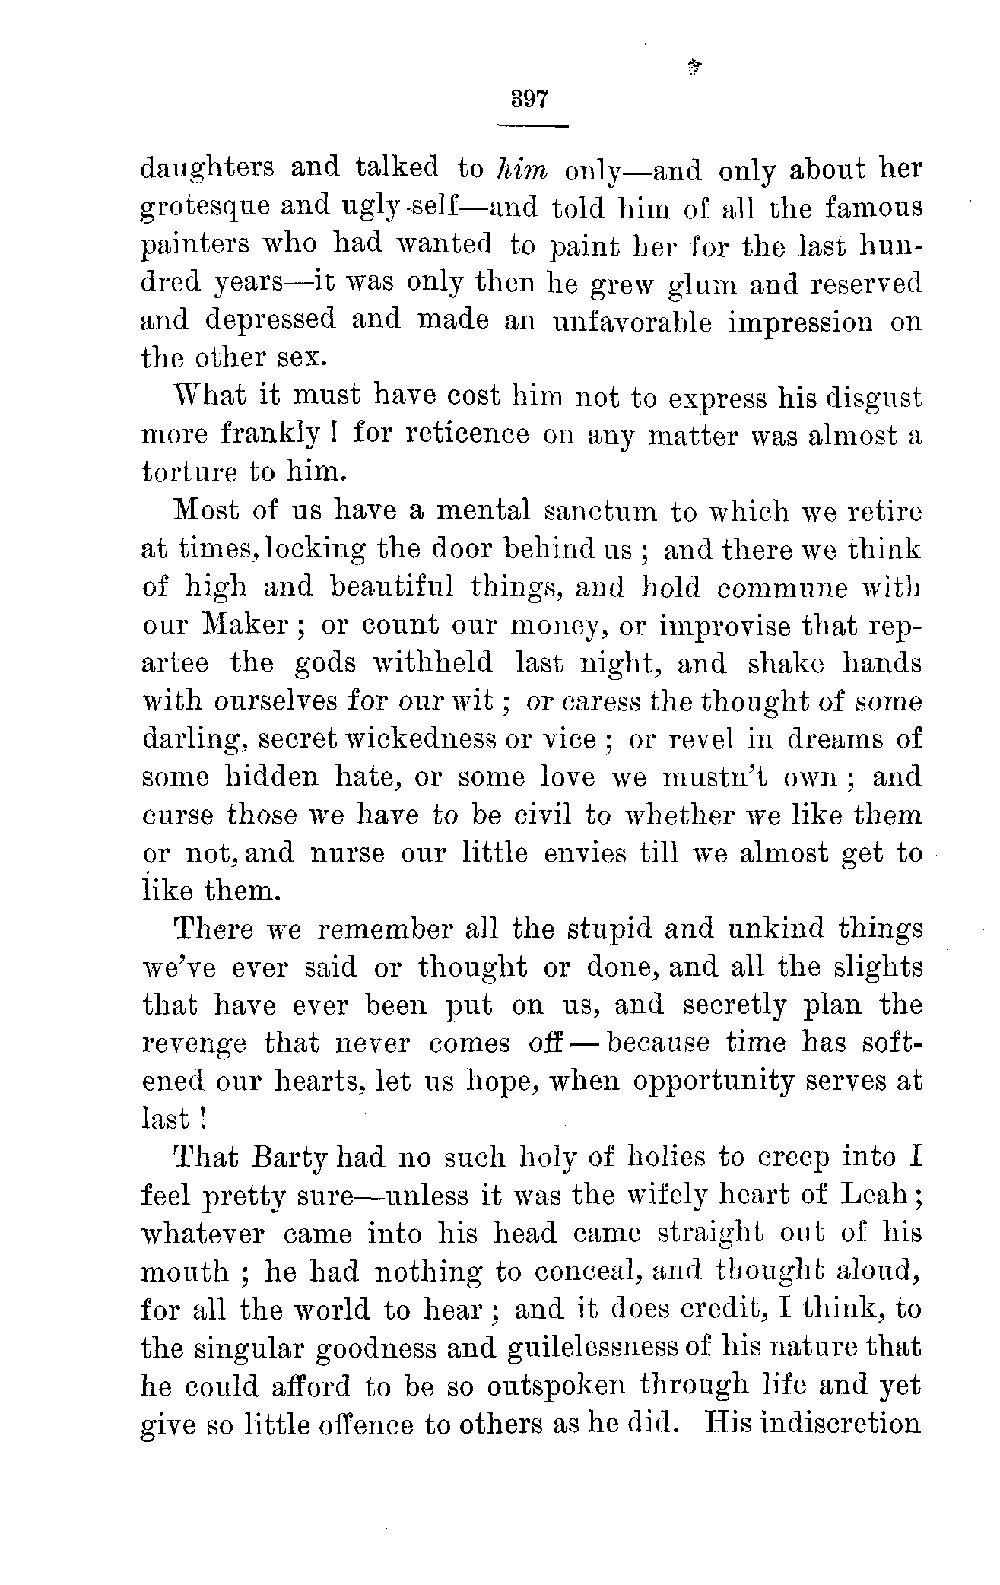 397
daughters and talked to him only—and only about her
grotesque and ugly self—and told him of all the famous
painters who had wanted to paint her for the last hun-
dred years—it was only then he grew glum and reserved
and depressed and made an unfavorable impression on
the other sex.
What it must have cost him not to express his disgust
more frankly! for reticence on any matter was almost a
torture to him.
Most of us have a mental sanctum to which we retire
at times, locking the door behind us; and there we think
of high and beautiful things, and hold commune with
our Maker; or count our money, or improvise that rep-
artee the gods withheld last night, and shake hands
with ourselves for our wit; or caress the thought of some
darling, secret wickedness or vice; or revel in dreams of
some hidden hate, or some love we mustn't own; and
curse those we have to be civil to whether we like them
or not, and nurse our little envies till we almost get to
like them.
There we remember all the stupid and unkind things
we've ever said or thought or done, and all the slights
that have ever been put on us, and secretly plan the
revenge that never comes off—because time has soft-
ened our hearts, let us hope, when opportunity serves at
last!
That Barty had no such holy of holies to creep into I
feel pretty sure—unless it was the wifely heart of Leah;
whatever came into his head came straight out of his
mouth; he had nothing to conceal, and thought aloud,
for all the world to hear; and it does credit, I think, to
the singular goodness and guilelessness of his nature that
he could afford to be so outspoken through life and yet
give so little offence to others as he did. His indiscretion